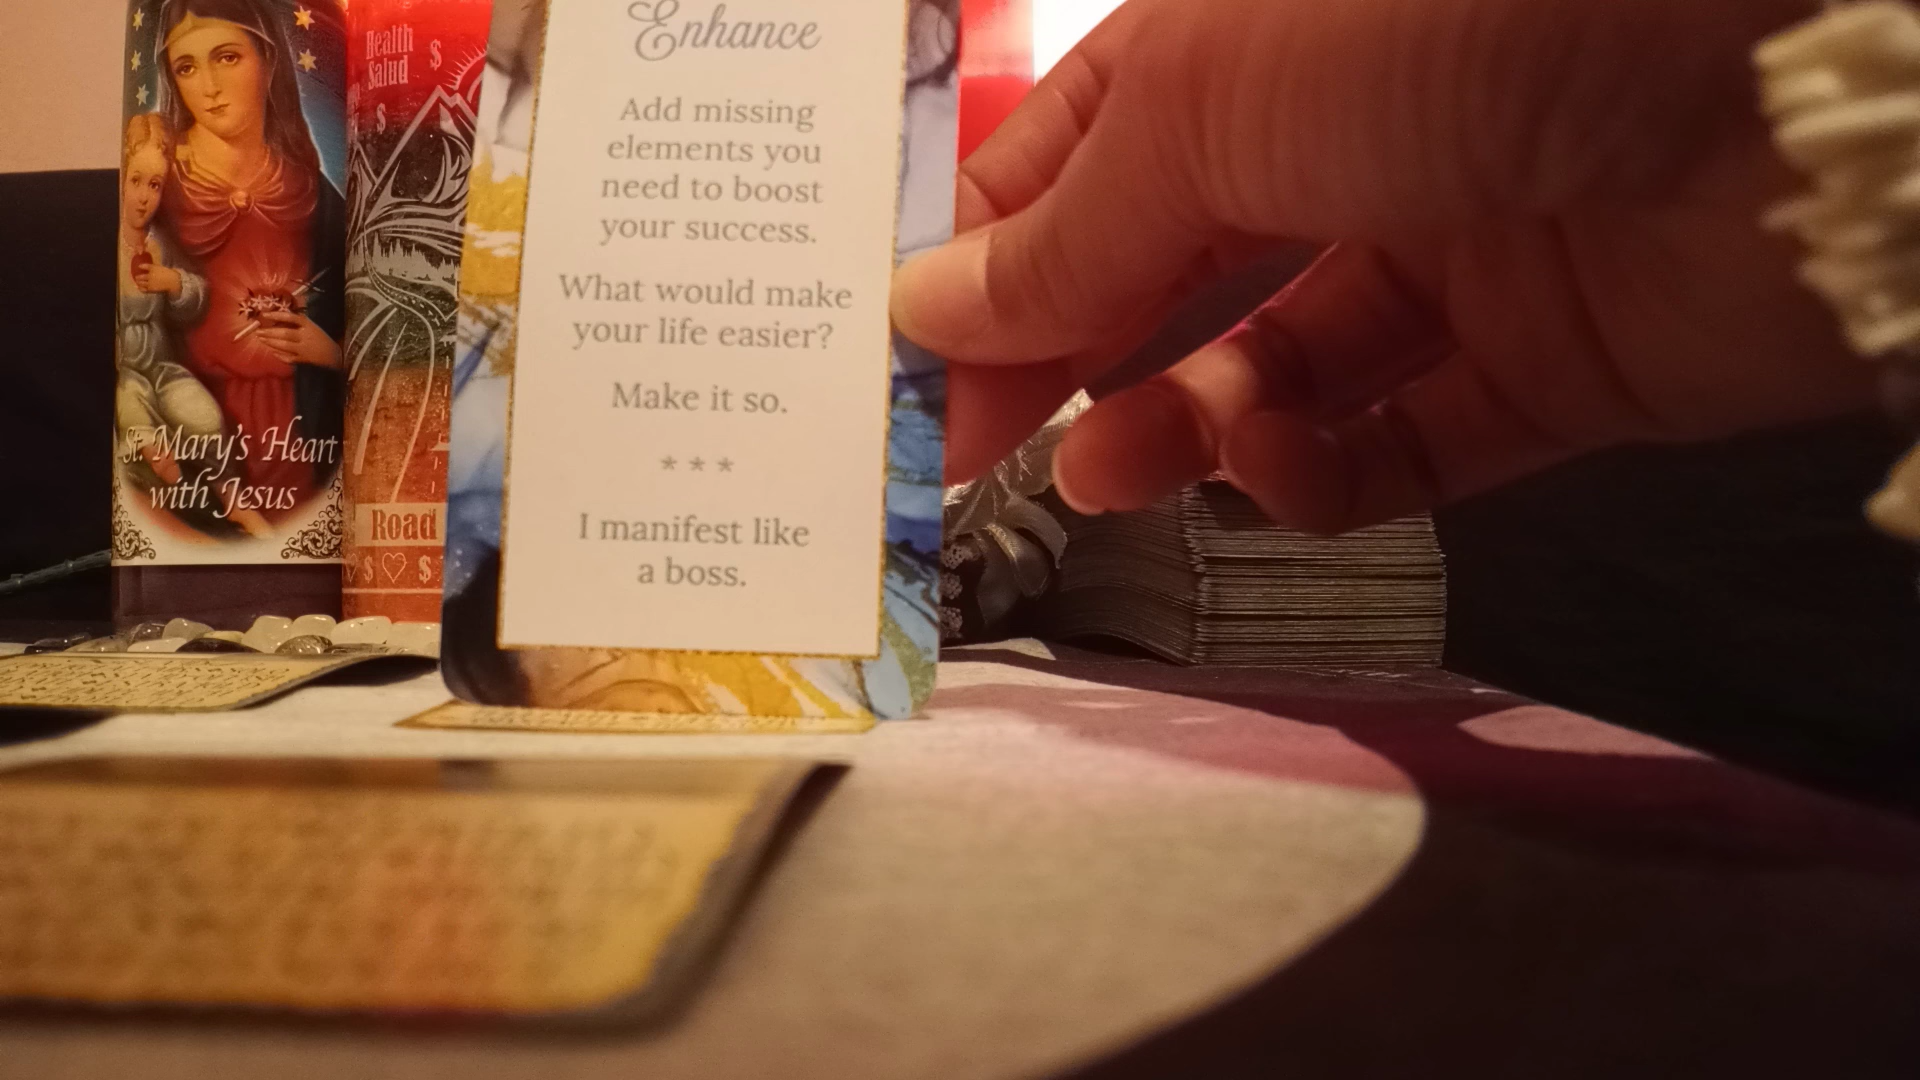 Enhance
Add missing
elements you
need to boost
your success.
What would make
your life easier?
Make it so.
* * *
I manifest like
a boss.
St. Mary's Heart
with Jesus
Health
Salud
$
$
Road
$ $